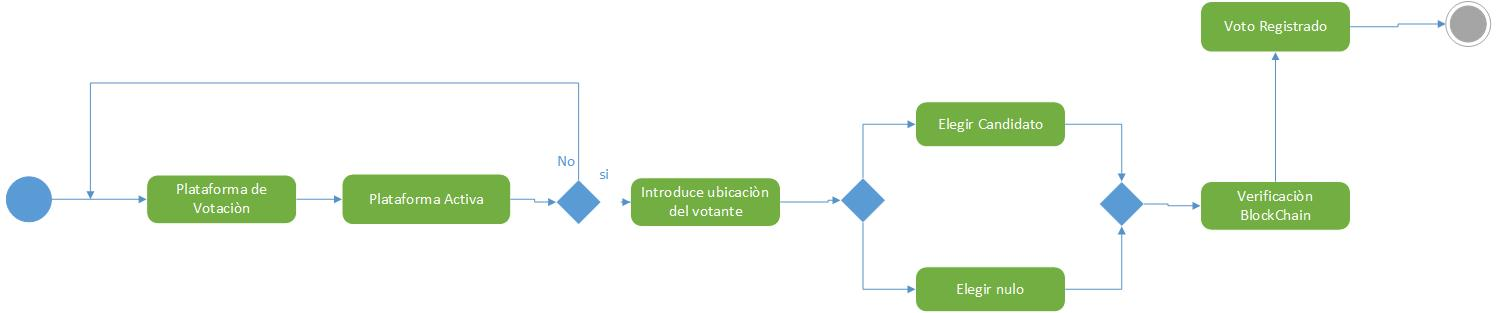 Plataforma de
Votaciòn
Plataforma Activa
No
si
Introduce ubicaciòn
del votante
Elegir Candidato
Elegir nulo
Verificaciòn
BlockChain
Voto Registrado